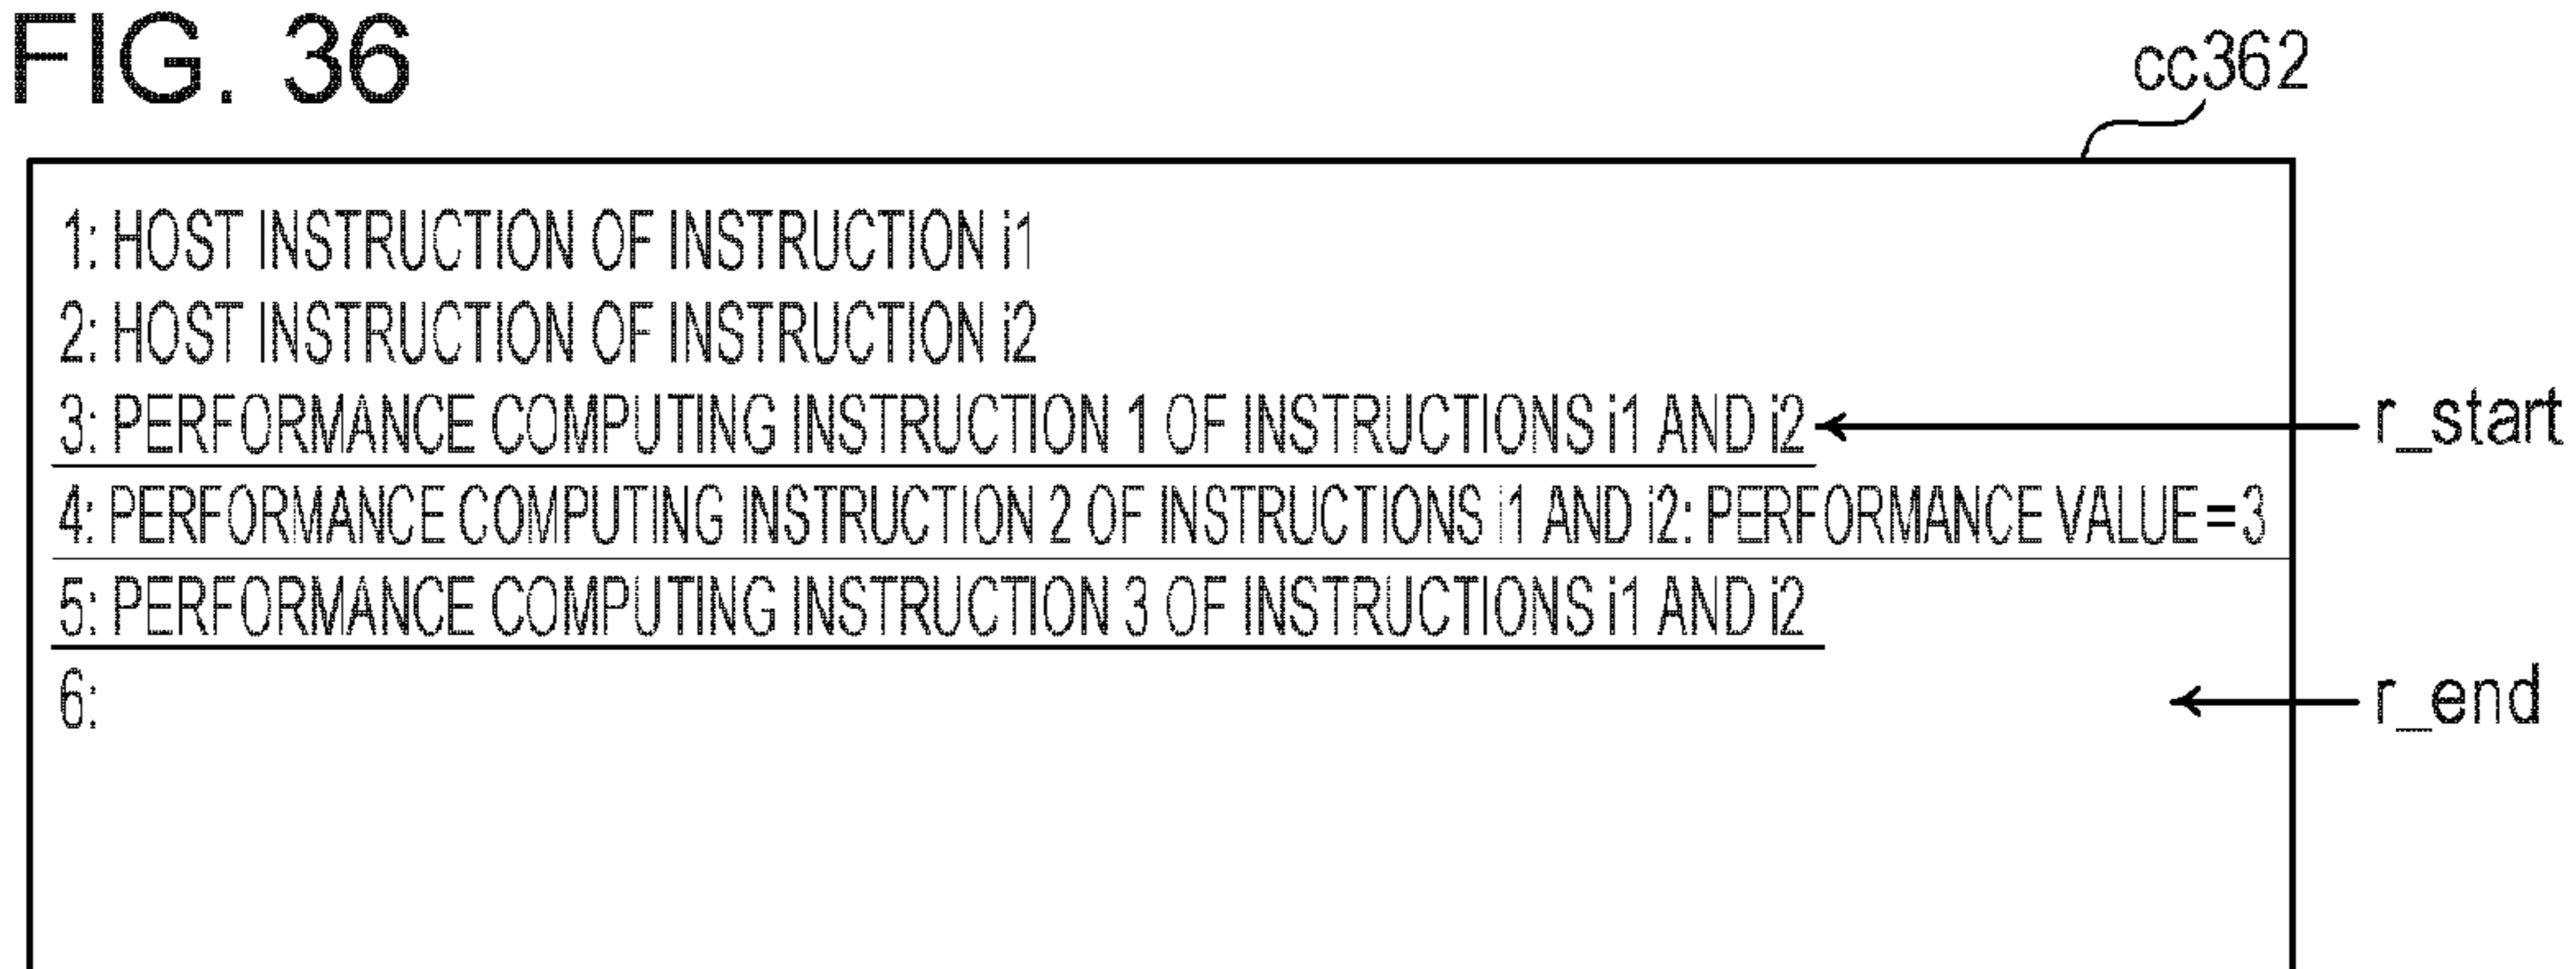 FIG. 36
cc362
1: HOST INSTRUCTION OF INSTRUCTION i1
2: HOST INSTRUCTION OF INSTRUCTION i2
3: PERFORMANCE COMPUTING INSTRUCTION 1 OF INSTRUCTIONS i1 AND i2
r_start
4: PERFORMANCE COMPUTING INSTRUCTION 2 OF INSTRUCTIONS i1 AND i2: PERFORMANCE VALUE=3
5: PERFORMANCE COMPUTING INSTRUCTION 3 OF INSTRUCTIONS i1 AND i2
6:
r_end